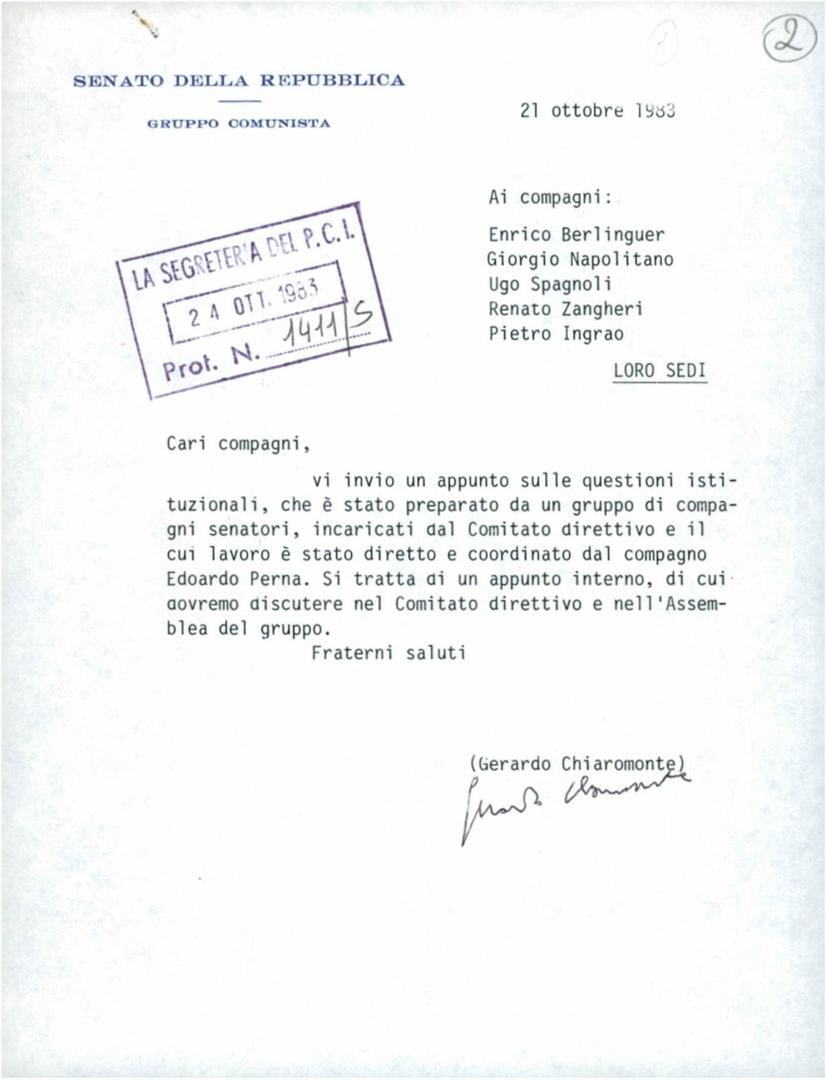 2
SENATO DELLA REPUBBLICA
GRUPPO COMUNISTA
21 ottobre 1983
Ai compagni:
Enrico Berlinguer
Giorgio Napolitano
Ugo Spagnoli
Renato Zangheri
Pietro Ingrao
LORO SEDI
LA SEGRETERIA DEL P.C.I.
24 OTT. 1983
Prot. N. 1411/S
Cari compagni,
vi invio un appunto sulle questioni isti-
tuzionali, che è stato preparato da un gruppo di compa-
gni senatori, incaricati dal Comitato direttivo e il
cui lavoro è stato diretto e coordinato dal compagno
Edoardo Perna. Si tratta di un appunto interno, di cui
dovremo discutere nel Comitato direttivo e nell'Assem-
blea del gruppo.
Fraterni saluti
(Gerardo Chiaromonte)
Gerardo Chiaromonte